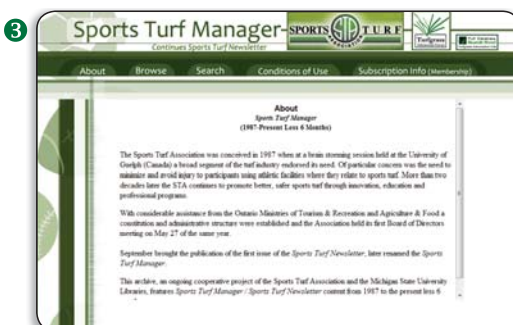 3
Sports Turf Manager
Continues Sports Turf Newsletter
SPORTS TURF
ASSOCIATION
Turfgrass
About Browse Search Conditions of Use Subscription Info (Membership)
About
Sports Turf Manager
(1987-Present Less 6 Months)
The Sports Turf Association was conceived in 1987 when at a brain storming session held at the University of
Guelph (Canada) a broad segment of the turf industry endorsed its need. Of particular concern was the need to
minimize and avoid injury to participants using athletic facilities where they relate to sports turf. More than two
decades later the STA continues to promote better, safer sports turf through innovation, education and
professional programs.
With considerable assistance from the Ontario Ministries of Tourism & Recreation and Agriculture & Food a
constitution and administrative structure were established and the Association held its first Board of Directors
meeting on May 27 of the same year.
September brought the publication of the first issue of the Sports Turf Newsletter, later renamed the Sports
Turf Manager.
This archive, an ongoing cooperative project of the Sports Turf Association and the Michigan State University
Libraries, features Sports Turf Manager / Sports Turf Newsletter content from 1987 to the present less 6